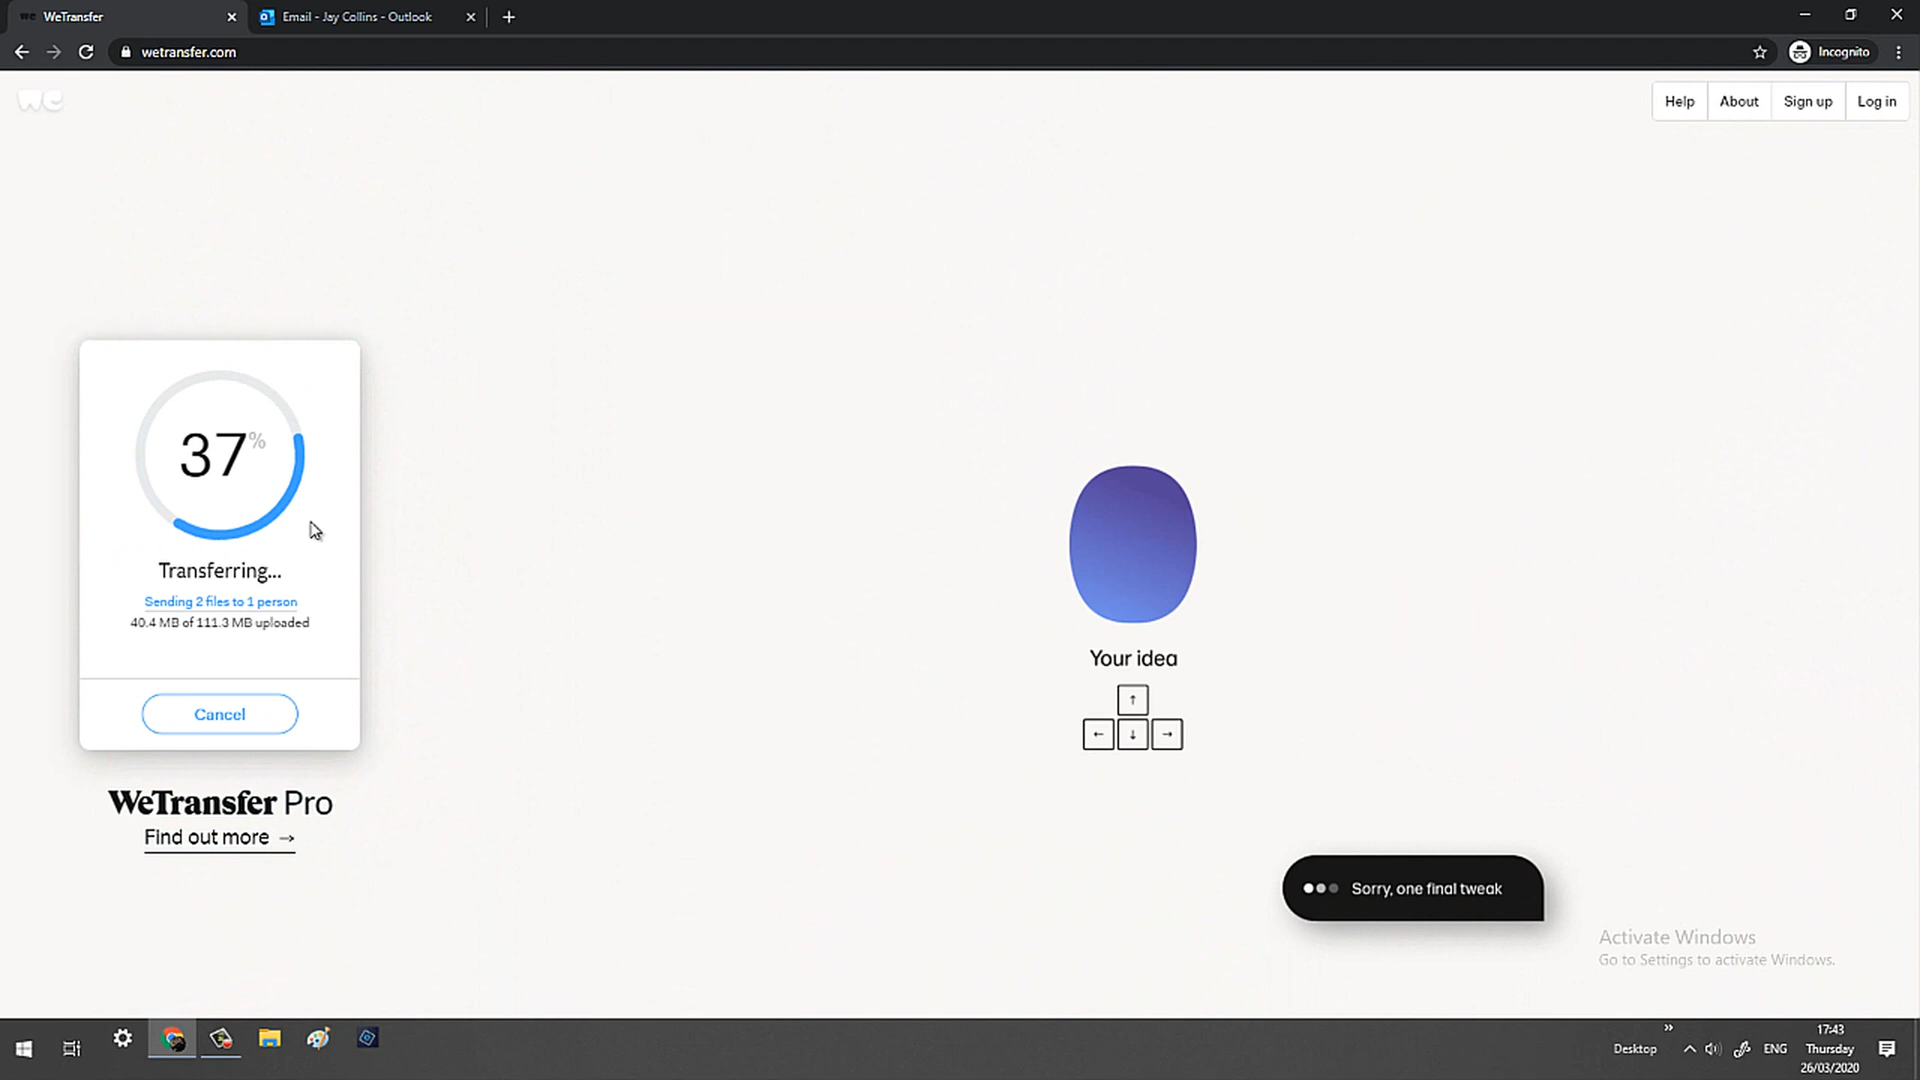 WeTransfer
Email - Jay Collins - Outlook
wetransfer.com
Incognito
we
Help
About
Sign up
Log in
37%
Transferring...
Sending 2 files to 1 person
40.4 MB of 111.3 MB uploaded
Cancel
WeTransfer Pro
Find out more →
Your idea
↑
← ↓ →
Sorry, one final tweak
Activate Windows
Go to Settings to activate Windows.
Desktop
ENG
17:43
Thursday
26/03/2020